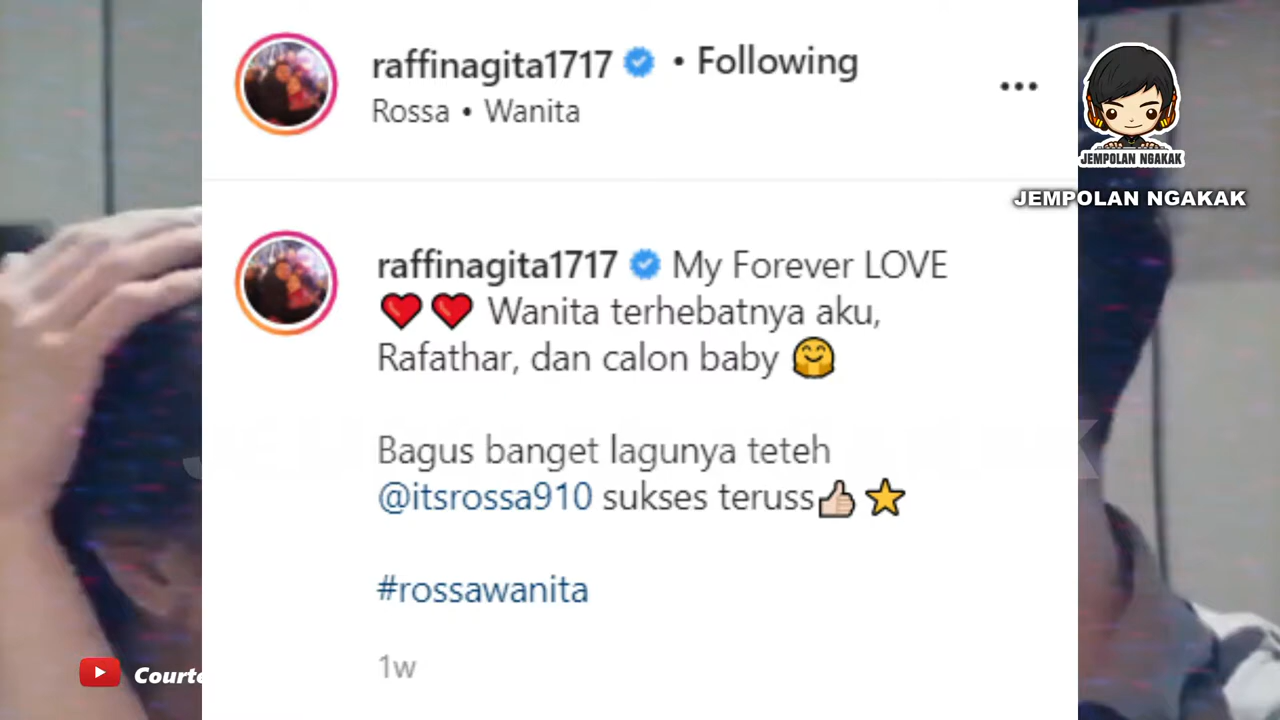 raffinagita1717 • Following
Rossa • Wanita
JEMPOLAN NGAKAK
JEMPOLAN NGAKAK
raffinagita1717 My Forever LOVE
❤️❤️ Wanita terhebatnya aku,
Rafathar, dan calon baby 🤗
Bagus banget lagunya teteh
@itsrossa910 sukses teruss👍🏻⭐
#rossawanita
1w